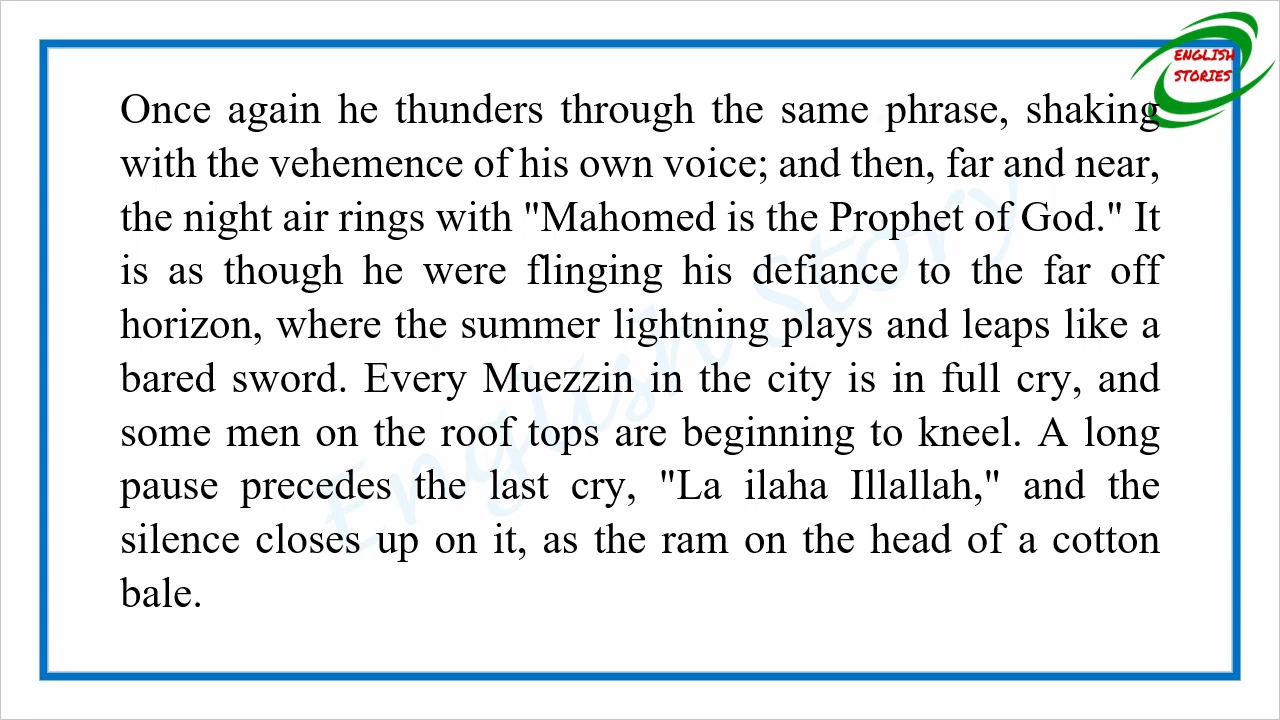 ENGLISH
STORIES
Once again he thunders through the same phrase, shaking
with the vehemence of his own voice; and then, far and near,
the night air rings with "Mahomed is the Prophet of God." It
is as though he were flinging his defiance to the far off
horizon, where the summer lightning plays and leaps like a
bared sword. Every Muezzin in the city is in full cry, and
some men on the roof tops are beginning to kneel. A long
pause precedes the last cry, "La ilaha Illallah," and the
silence closes up on it, as the ram on the head of a cotton
bale.
English Story